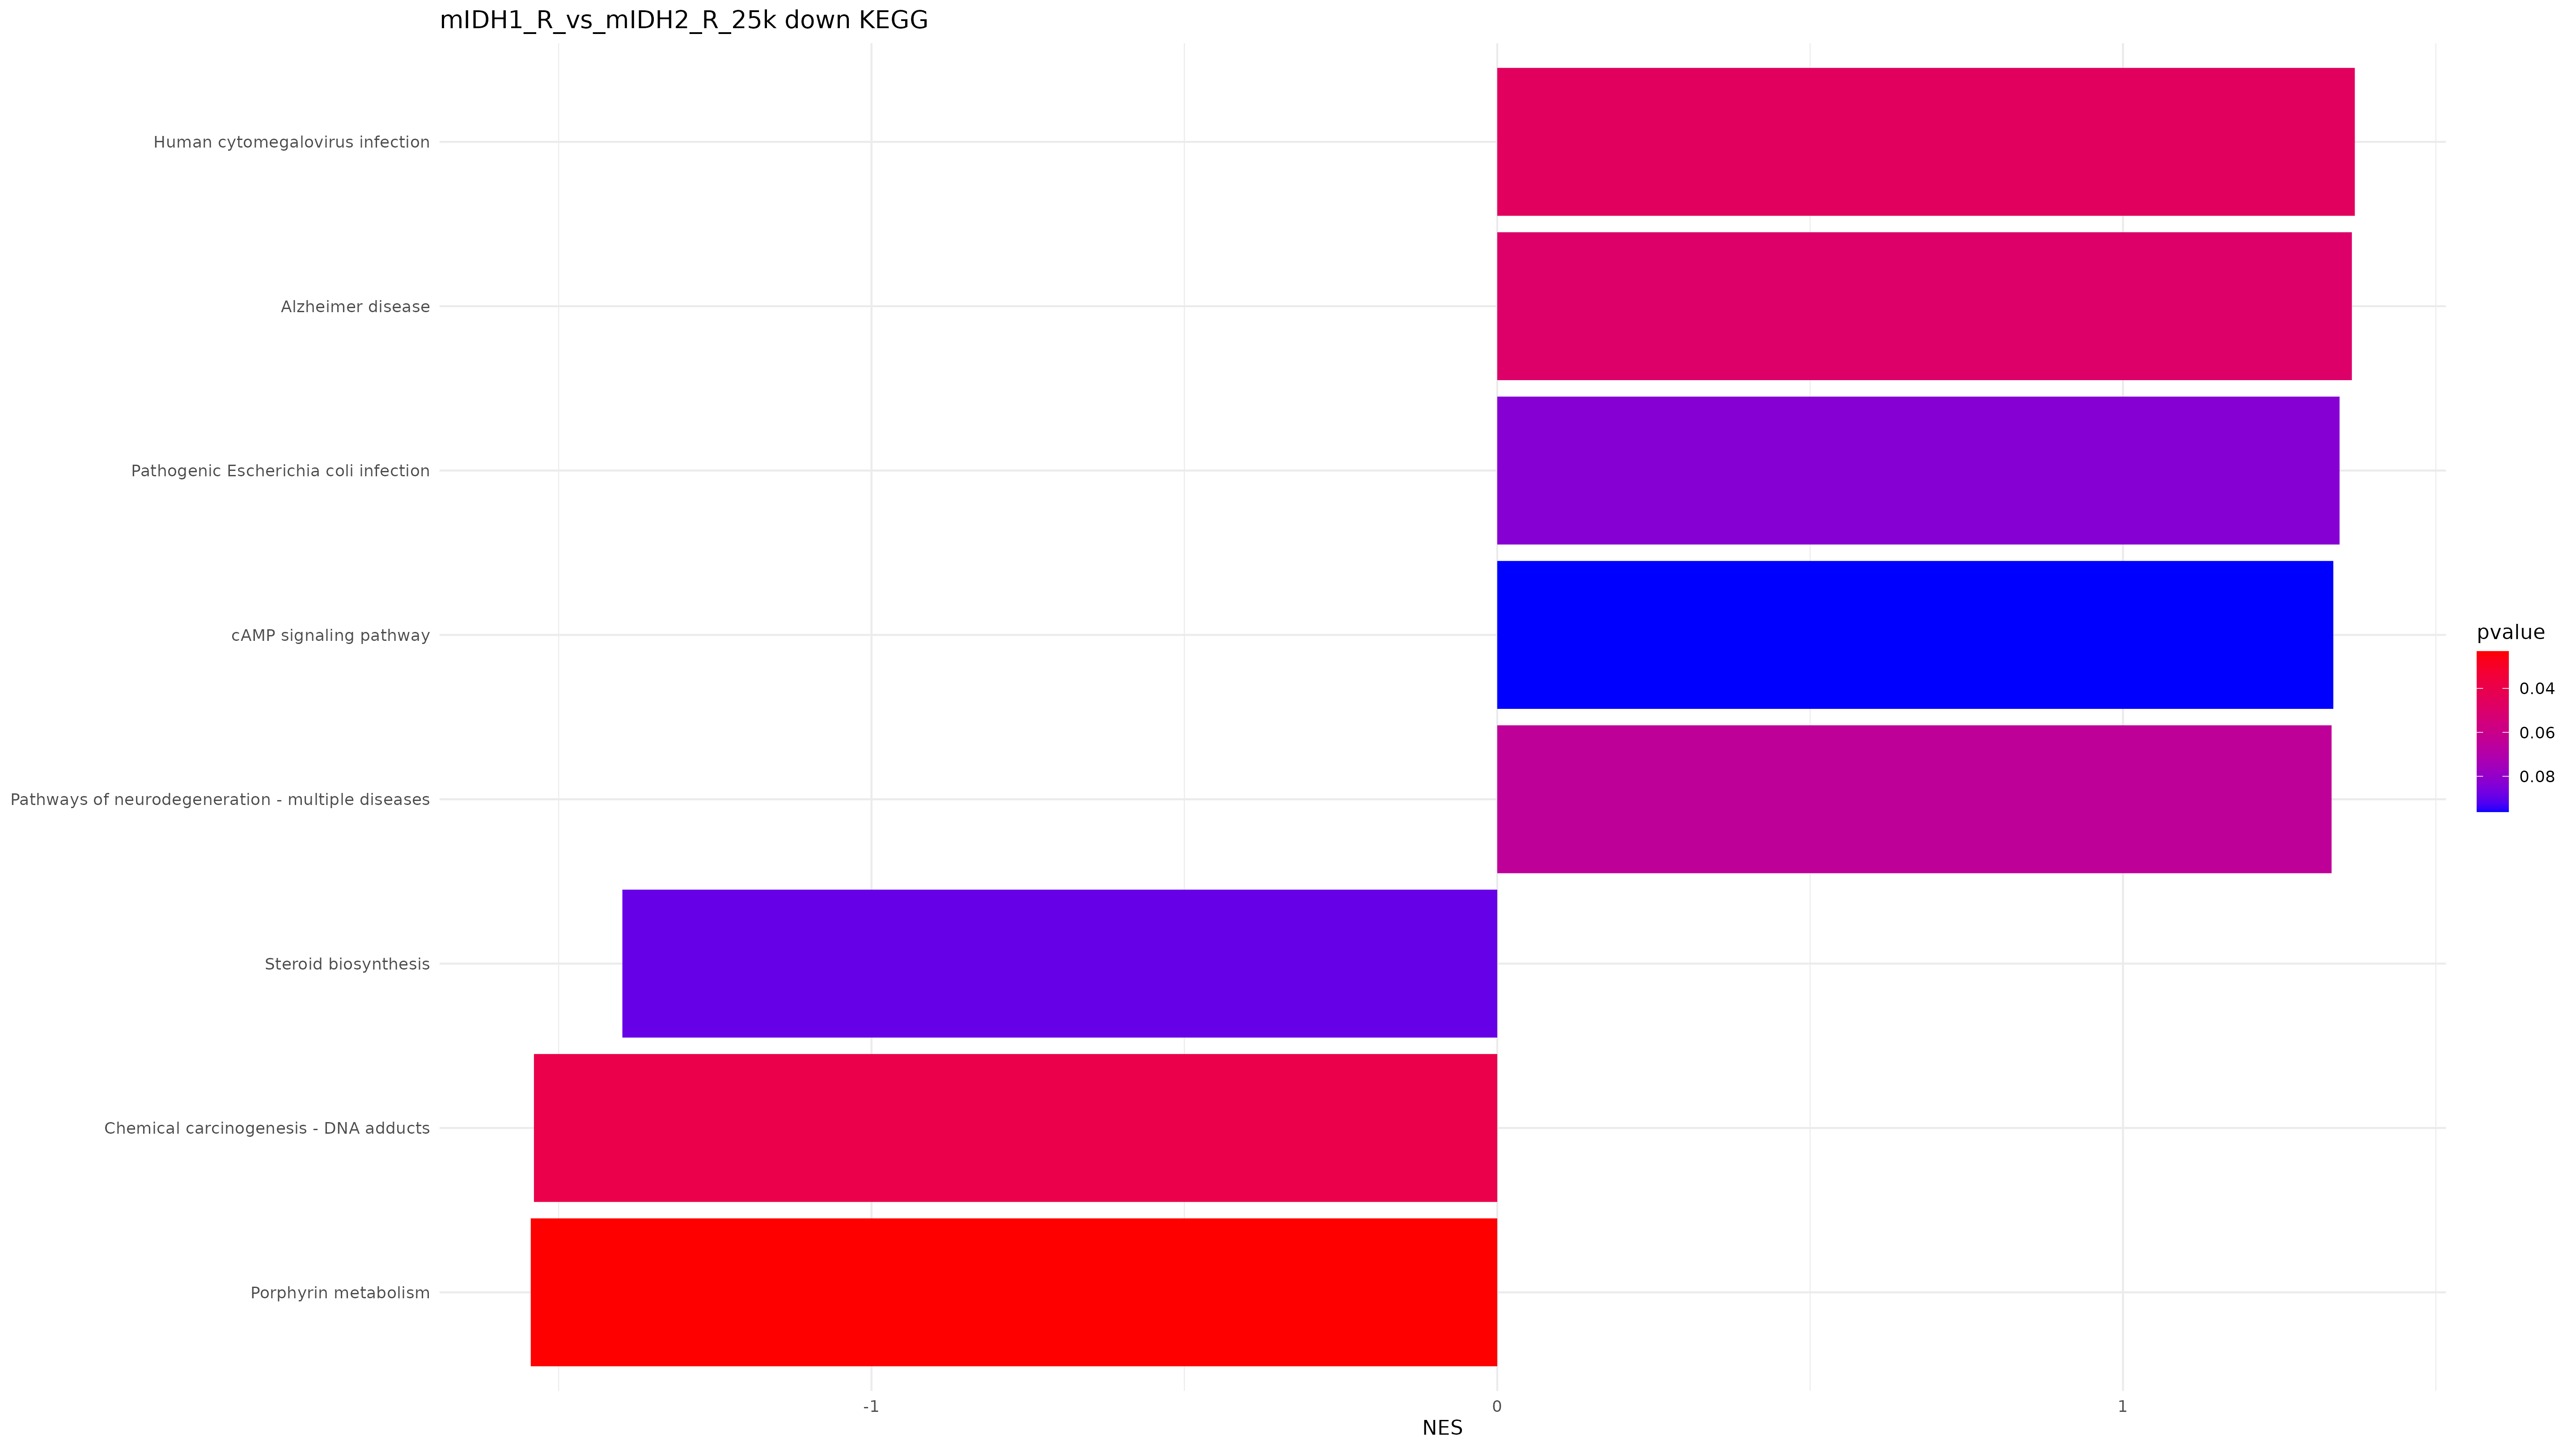 mIDH1_R_vs_mIDH2_R_25k down KEGG
Human cytomegalovirus infection
Alzheimer disease
Pathogenic Escherichia coli infection
cAMP signaling pathway
Pathways of neurodegeneration - multiple diseases
Steroid biosynthesis
Chemical carcinogenesis - DNA adducts
Porphyrin metabolism
-1
0
1
NES
pvalue
0.04
0.06
0.08